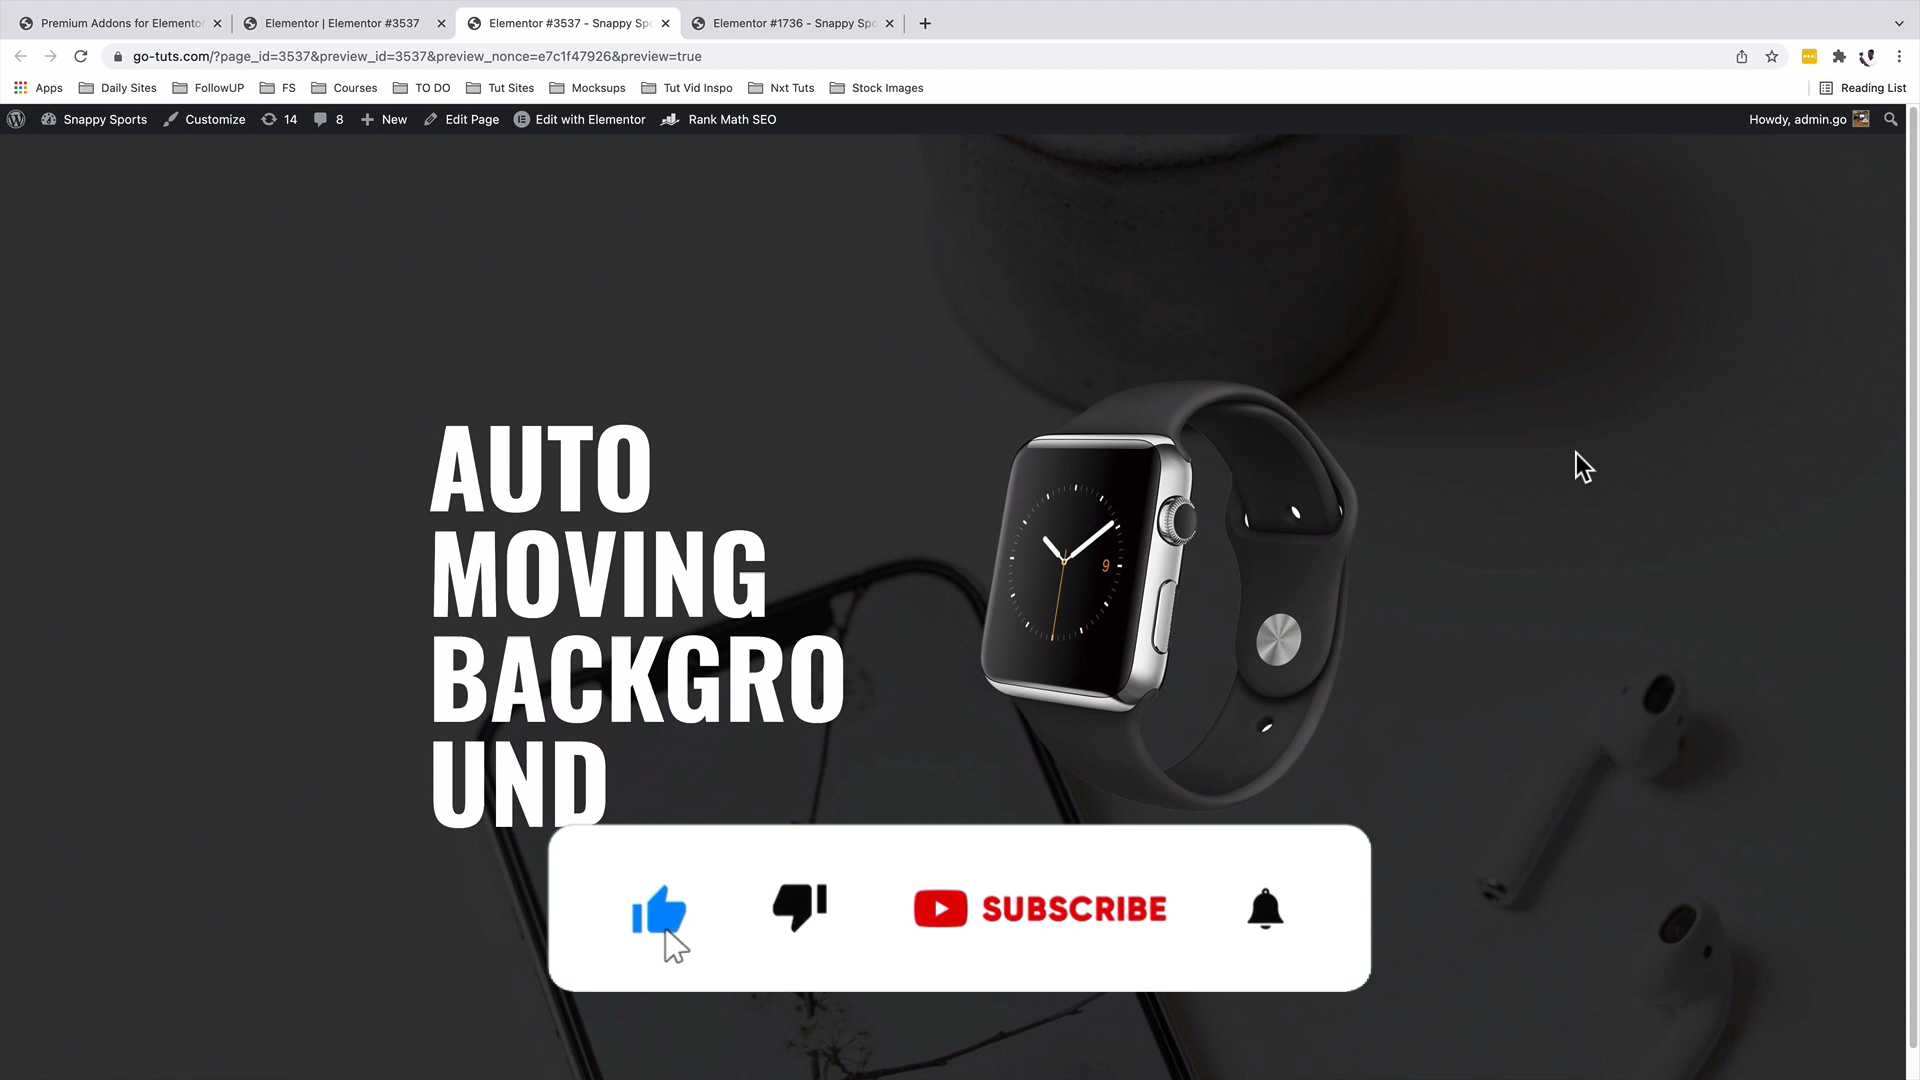 Premium Addons for Elementor
Elementor | Elementor #3537
Elementor #3537 - Snappy Spo
Elementor #1736 - Snappy Spo
go-tuts.com/?page_id=3537&preview_id=3537&preview_nonce=e7c1f47926&preview=true
Apps
Daily Sites
FollowUP
FS
Courses
TO DO
Tut Sites
Mocksups
Tut Vid Inspo
Nxt Tuts
Stock Images
Reading List
Snappy Sports
Customize
14
8
New
Edit Page
Edit with Elementor
Rank Math SEO
Howdy, admin.go
AUTO
MOVING
BACKGRO
UND
9
SUBSCRIBE